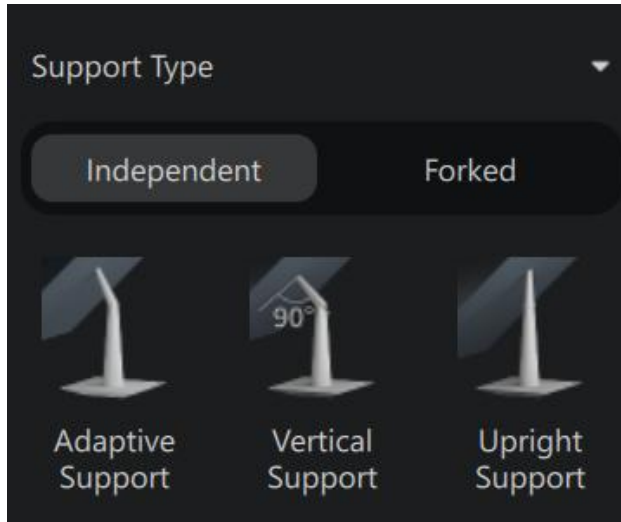 Support Type
Independent
Forked
90°
Adaptive
Support
Vertical
Support
Upright
Support